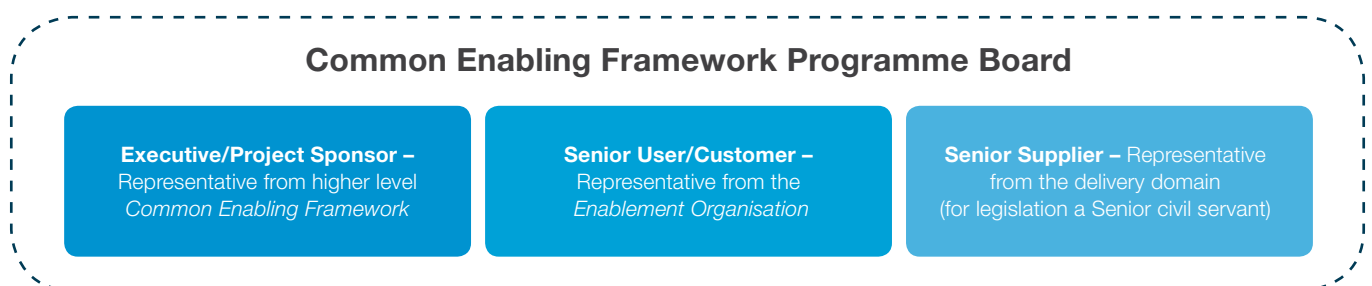 Common Enabling Framework Programme Board
Executive/Project Sponsor –
Representative from higher level
Common Enabling Framework
Senior User/Customer –
Representative from the
Enablement Organisation
Senior Supplier – Representative
from the delivery domain
(for legislation a Senior civil servant)